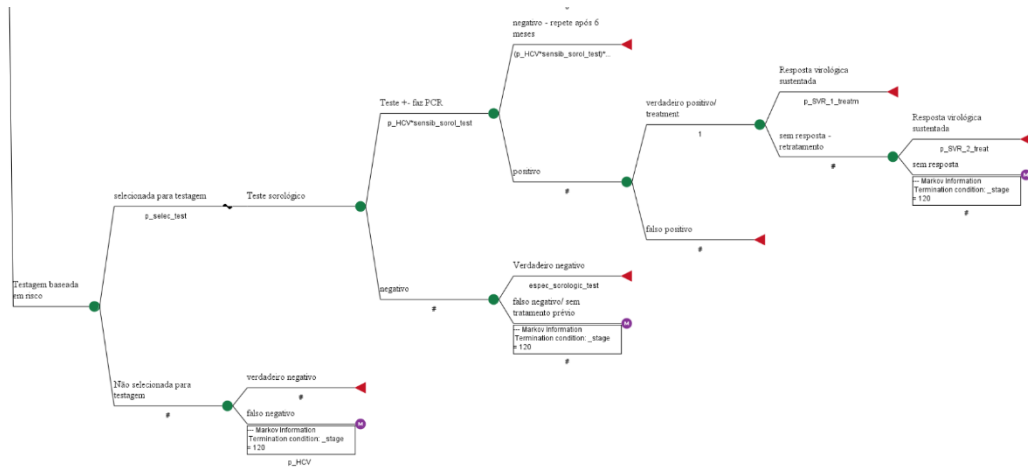 negativo - repete após 6
meses
(p_HCV*sensib_sorol_test)*...
Teste +- faz PCR
p_HCV*sensib_sorol_test
Resposta virológica
sustentada
p_SVR_1_treatm
verdadeiro positivo/
treatment
1
Resposta virológica
sustentada
p_SVR_2_treat
sem resposta -
retratamento
#
sem resposta
--- Markov Information
Termination condition: _stage
= 120
#
positivo
#
selecionada para testagem
p_selec_test
Teste sorológico
falso positivo
#
Verdadeiro negativo
espec_sorologic_test
Testagem baseada
em risco
negativo
#
falso negativo/ sem
tratamento prévio
--- Markov Information
Termination condition: _stage
= 120
#
Não selecionada para
testagem
#
verdadeiro negativo
#
falso negativo
--- Markov Information
Termination condition: _stage
= 120
p_HCV